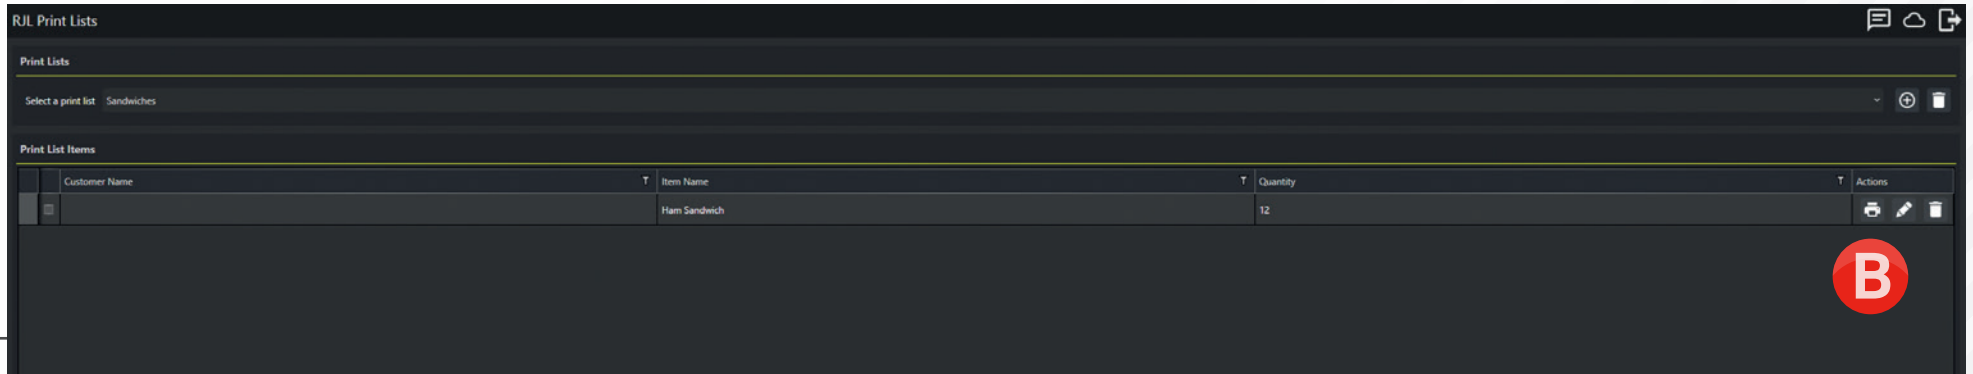 RJL Print Lists
Print Lists
Select a print list Sandwiches
Print List Items
Customer Name Item Name Quantity Actions
Ham Sandwich 12
B